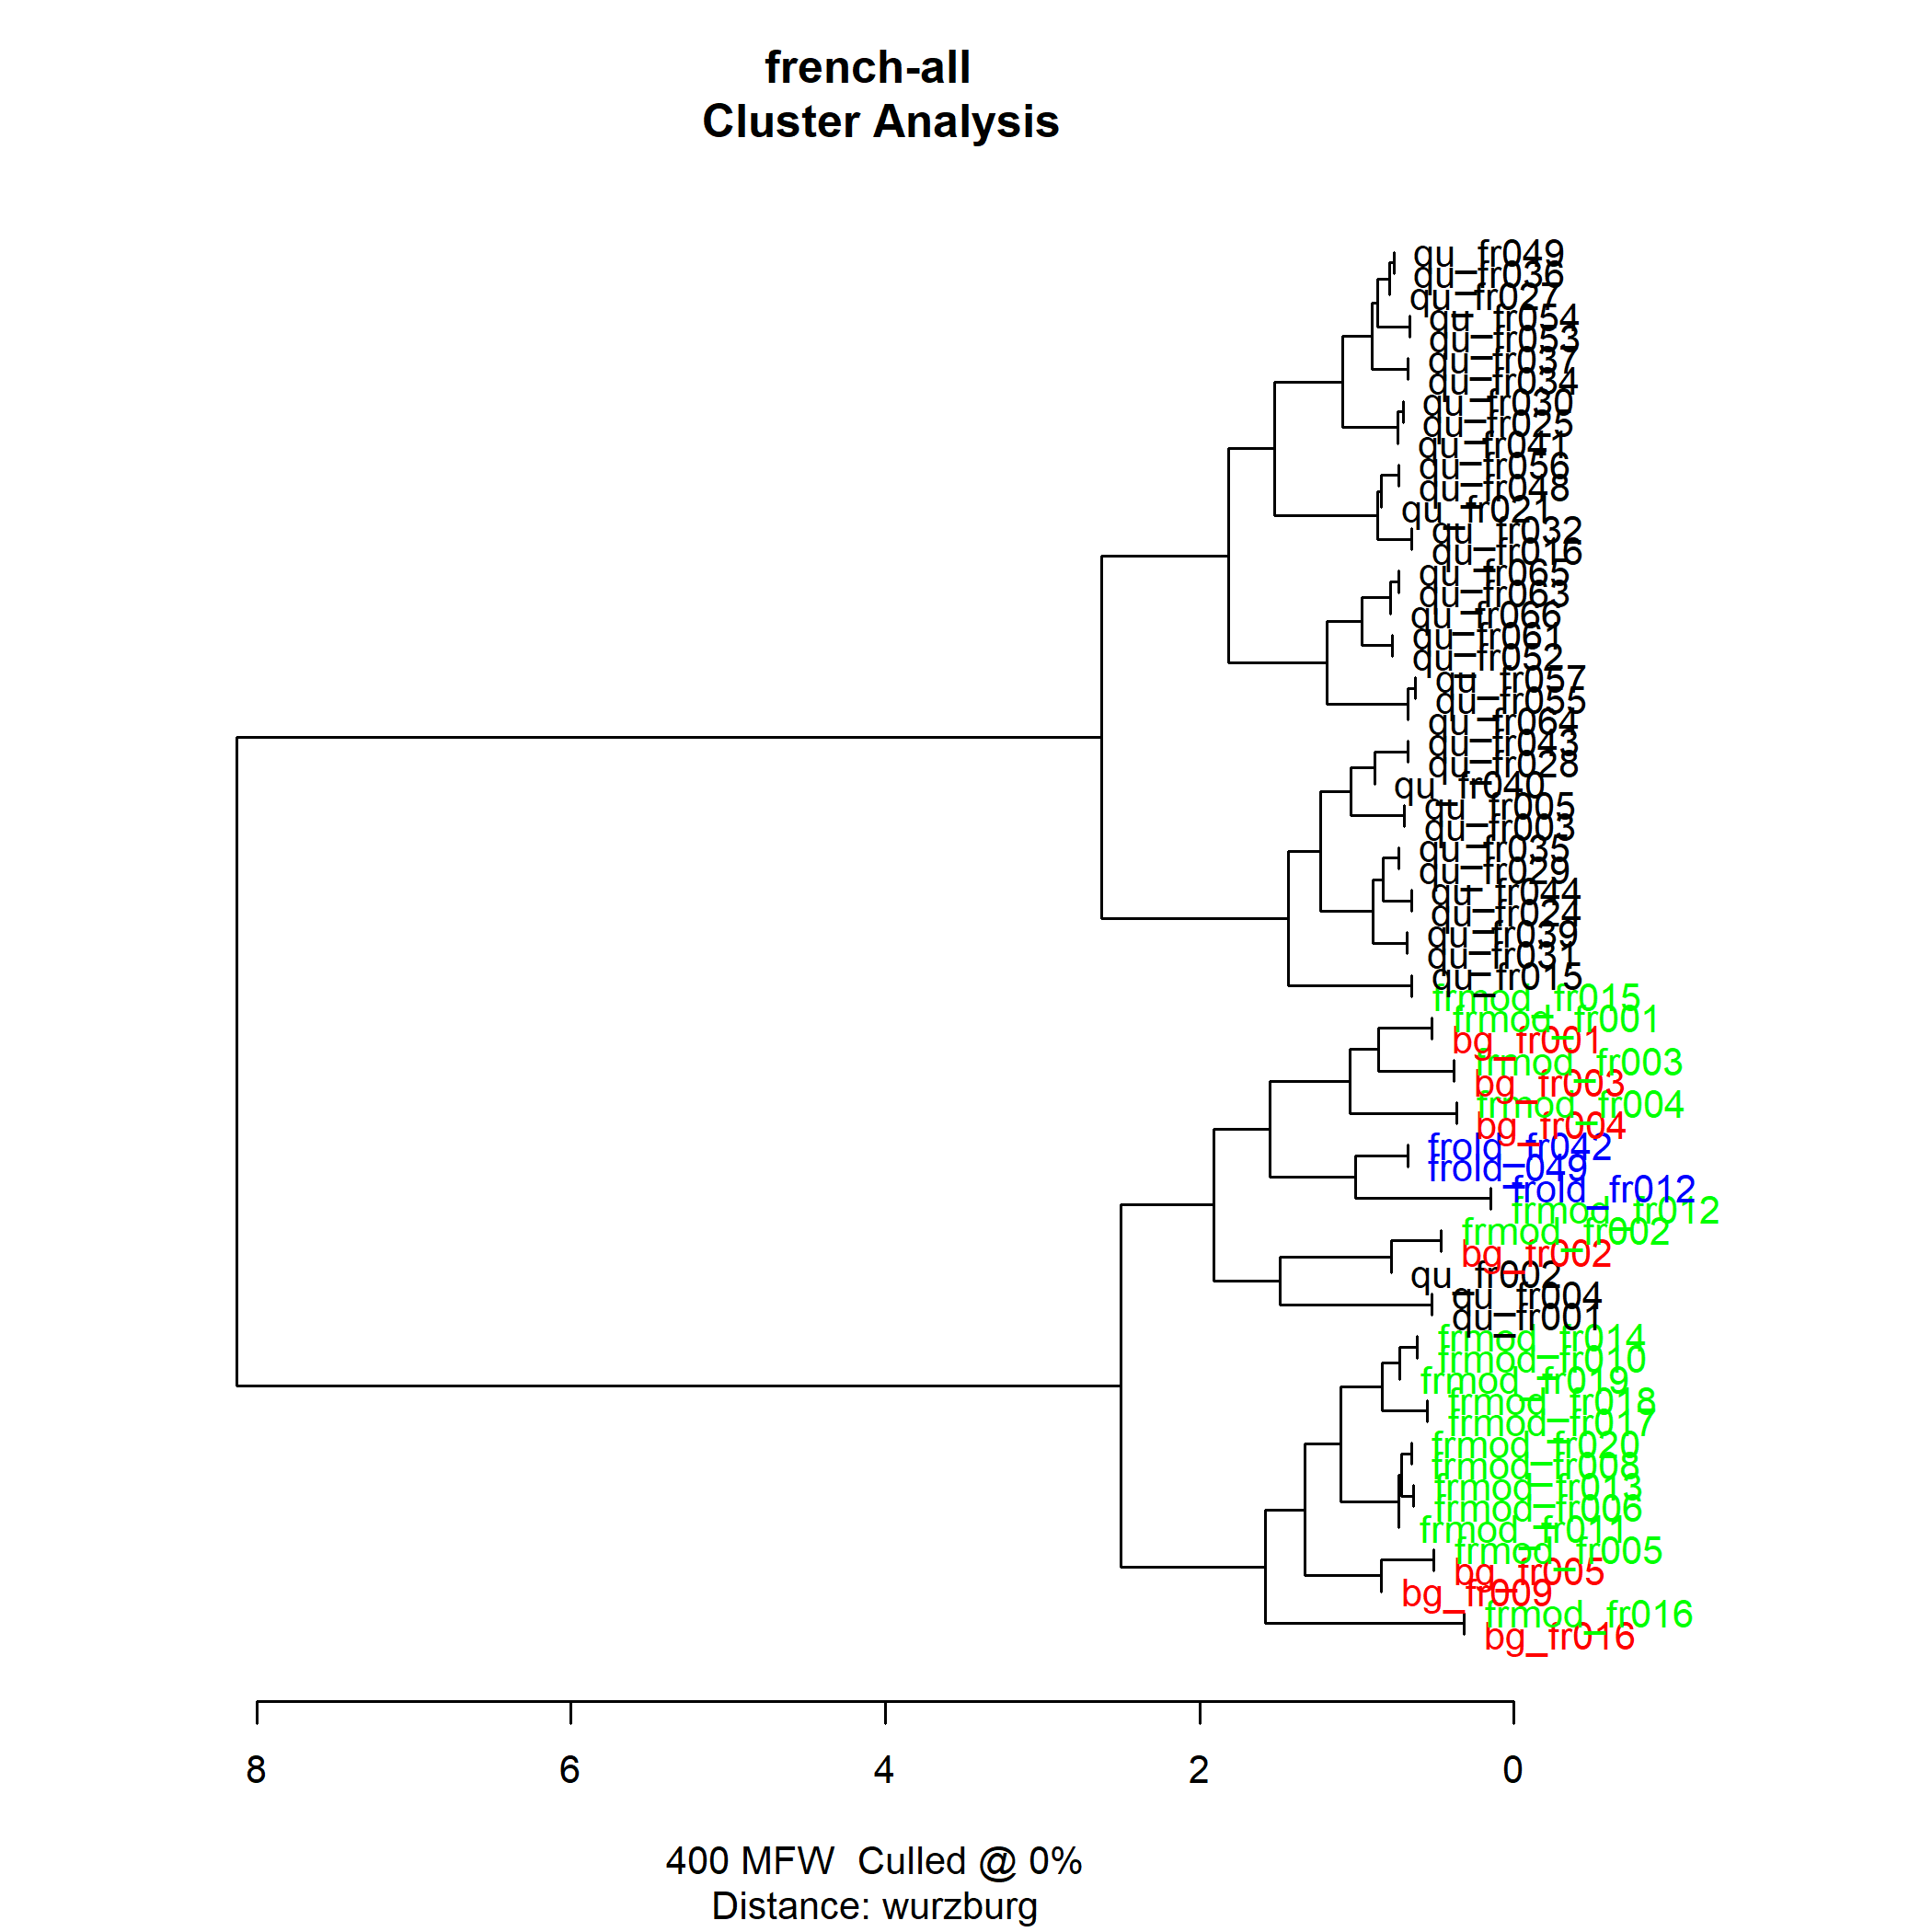 french-all
Cluster Analysis
qu_fr049
qu_fr036
qu_fr027
qu_fr054
qu_fr053
qu_fr037
qu_fr034
qu_fr030
qu_fr025
qu_fr041
qu_fr056
qu_fr048
qu_fr021
qu_fr032
qu_fr016
qu_fr065
qu_fr063
qu_fr066
qu_fr061
qu_fr052
qu_fr057
qu_fr055
qu_fr064
qu_fr043
qu_fr028
qu_fr040
qu_fr005
qu_fr003
qu_fr035
qu_fr029
qu_fr044
qu_fr024
qu_fr039
qu_fr031
qu_fr015
frmod_fr015
frmod_fr001
bg_fr001
frmod_fr003
bg_fr003
frmod_fr004
bg_fr004
frold_fr042
frold_049
frold_fr012
frmod_fr012
frmod_fr002
bg_fr002
qu_fr002
qu_fr004
qu_fr001
frmod_fr014
frmod_fr010
frmod_fr019
frmod_fr018
frmod_fr017
frmod_fr020
frmod_fr008
frmod_fr013
frmod_fr006
frmod_fr011
frmod_fr005
bg_fr005
bg_fr009
frmod_fr016
bg_fr016
8 6 4 2 0
400 MFW Culled @ 0%
Distance: wurzburg